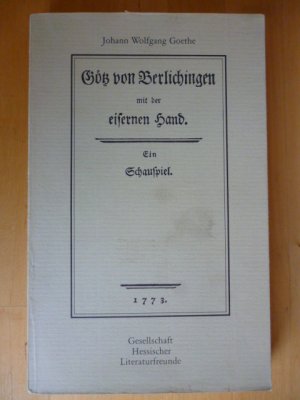 Johann Wolfgang Goethe
Götz von Berlichingen
mit der
eisernen Hand.
Ein
Schauspiel.
1773.
Gesellschaft
Hessischer
Literaturfreunde